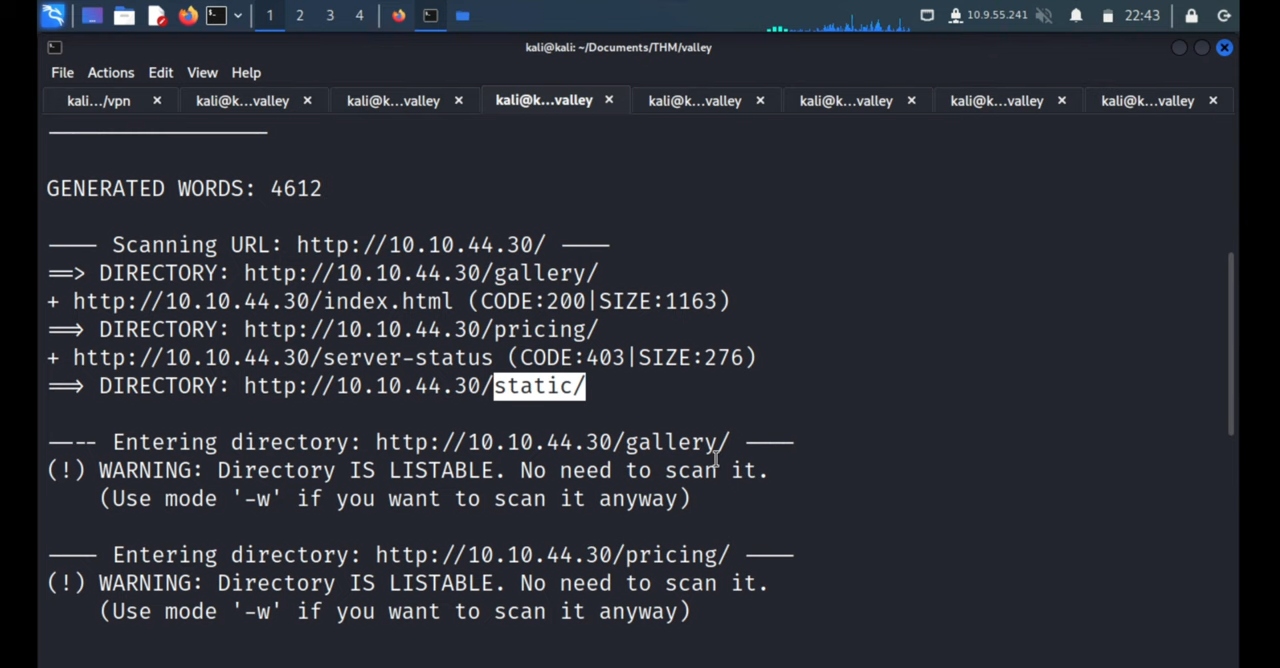 1 2 3 4 10.9.55.241 22:43
kali@kali: ~/Documents/THM/valley
File Actions Edit View Help
kali.../vpn × kali@k...valley × kali@k...valley × kali@k...valley × kali@k...valley × kali@k...valley × kali@k...valley × kali@k...valley ×
GENERATED WORDS: 4612
---- Scanning URL: http://10.10.44.30/ ----
==> DIRECTORY: http://10.10.44.30/gallery/
+ http://10.10.44.30/index.html (CODE:200|SIZE:1163)
==> DIRECTORY: http://10.10.44.30/pricing/
+ http://10.10.44.30/server-status (CODE:403|SIZE:276)
==> DIRECTORY: http://10.10.44.30/static/
---- Entering directory: http://10.10.44.30/gallery/ ----
(!) WARNING: Directory IS LISTABLE. No need to scan it.
(Use mode '-w' if you want to scan it anyway)
---- Entering directory: http://10.10.44.30/pricing/ ----
(!) WARNING: Directory IS LISTABLE. No need to scan it.
(Use mode '-w' if you want to scan it anyway)